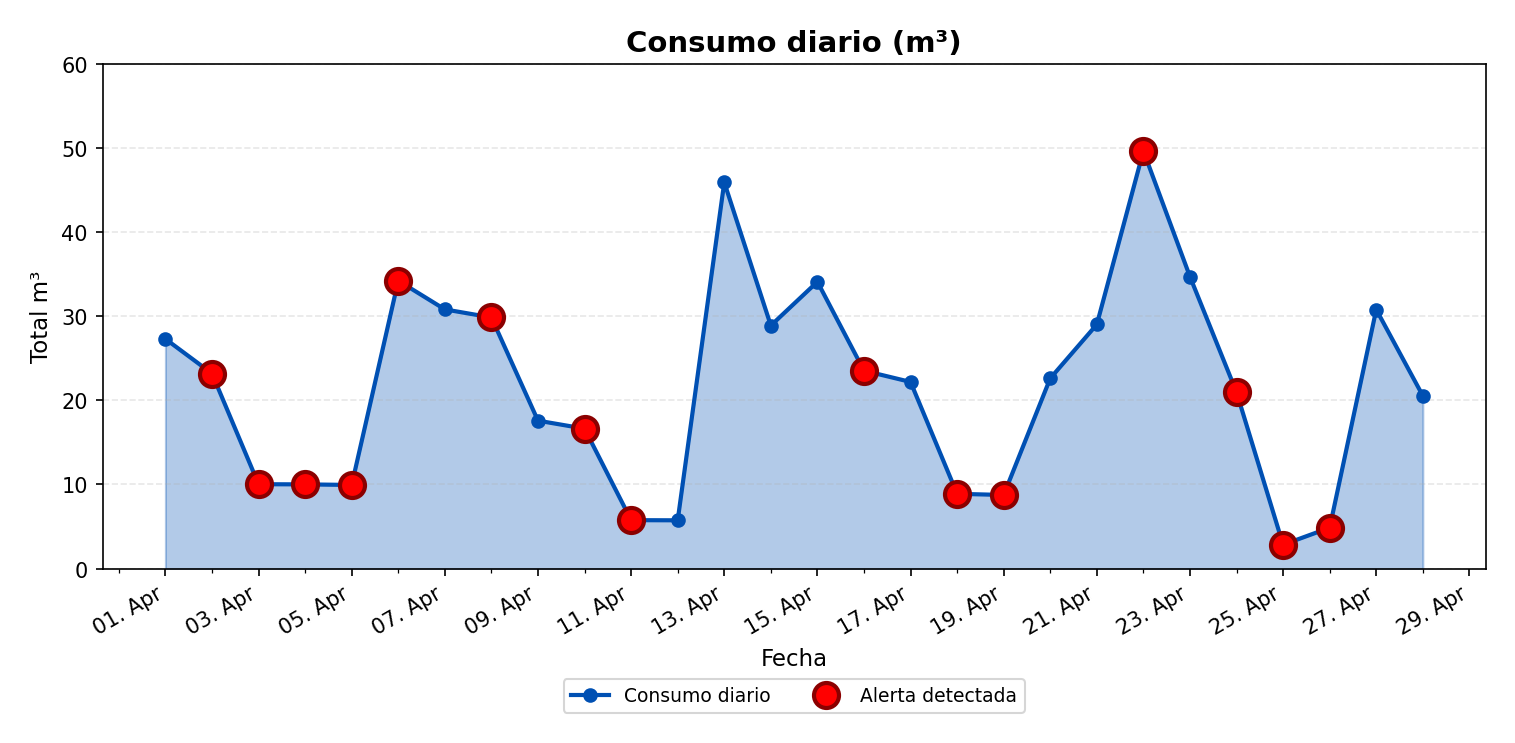 Consumo diario (m³)
60
50
40
30
20
10
0
Total m³
01. Apr
03. Apr
05. Apr
07. Apr
09. Apr
11. Apr
13. Apr
15. Apr
17. Apr
19. Apr
21. Apr
23. Apr
25. Apr
27. Apr
29. Apr
Fecha
Consumo diario
Alerta detectada